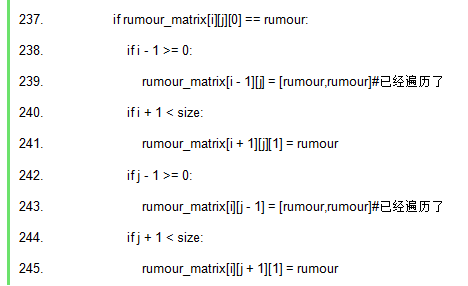 237. if rumour_matrix[i][j][0] == rumour:
238. if i - 1 >= 0:
239. rumour_matrix[i - 1][j] = [rumour,rumour]#已经遍历了
240. if i + 1 < size:
241. rumour_matrix[i + 1][j][1] = rumour
242. if j - 1 >= 0:
243. rumour_matrix[i][j - 1] = [rumour,rumour]#已经遍历了
244. if j + 1 < size:
245. rumour_matrix[i][j + 1][1] = rumour